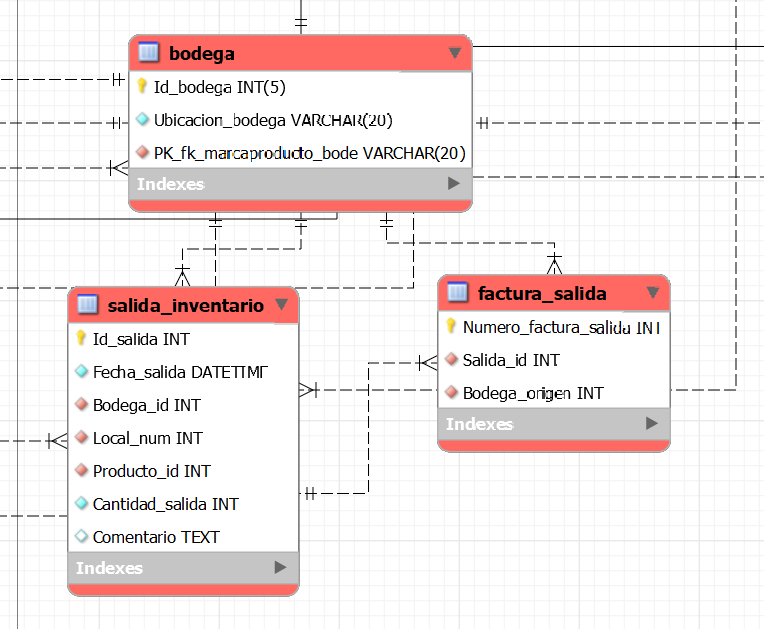 bodega
Id_bodega INT(5)
Ubicacion_bodega VARCHAR(20)
PK_fk_marcaproducto_bode VARCHAR(20)
Indexes
salida_inventario
Id_salida INT
Fecha_salida DATETIME
Bodega_id INT
Local_num INT
Producto_id INT
Cantidad_salida INT
Comentario TEXT
Indexes
factura_salida
Numero_factura_salida INT
Salida_id INT
Bodega_origen INT
Indexes